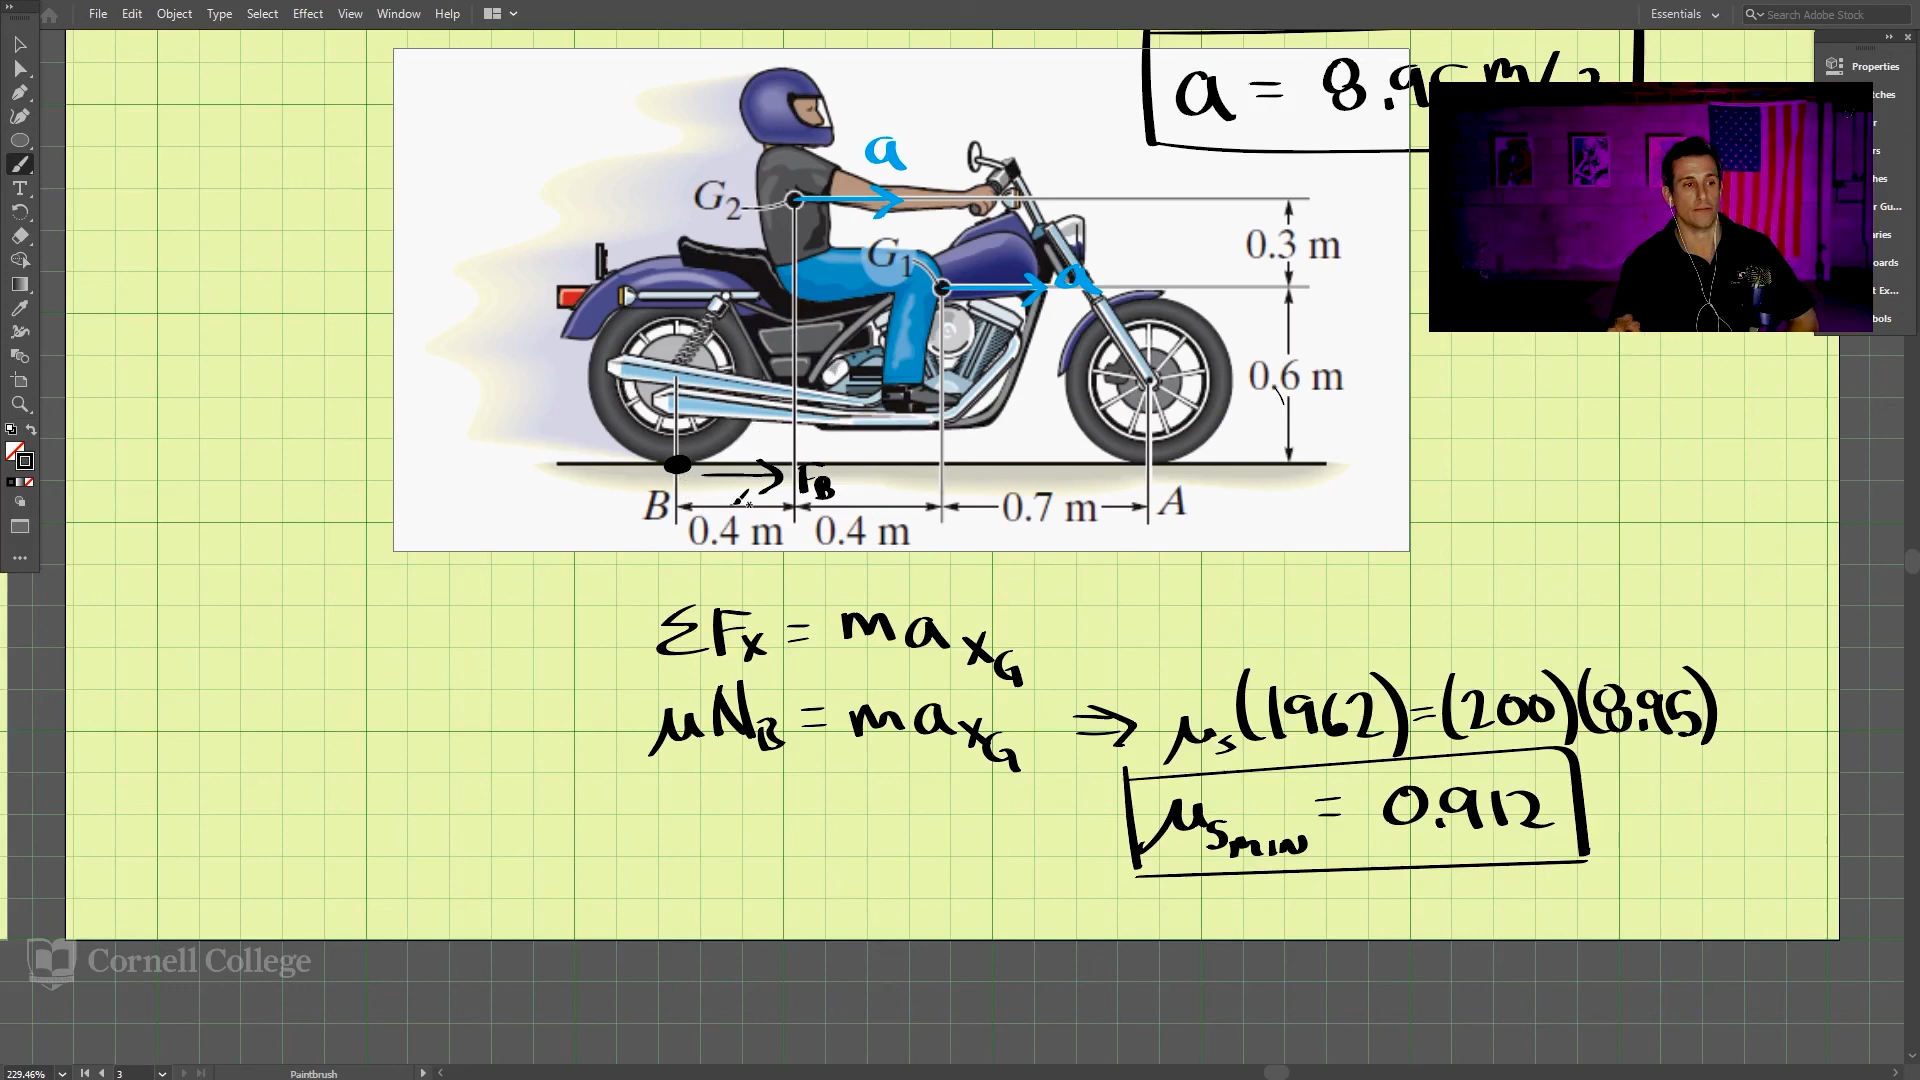 File Edit Object Type Select Effect View Window Help
Essentials
Search Adobe Stock
Properties
a = 8.95 m/
a
G2
G1
a
0.3 m
0.6 m
FB
B
A
0.4 m
0.4 m
0.7 m
ΣFx = maxG
μNB = maxG ⇒ μs(1962)=(200)(8.95)
μsMIN = 0.912
Cornell College
229.46%
3
Paintbrush